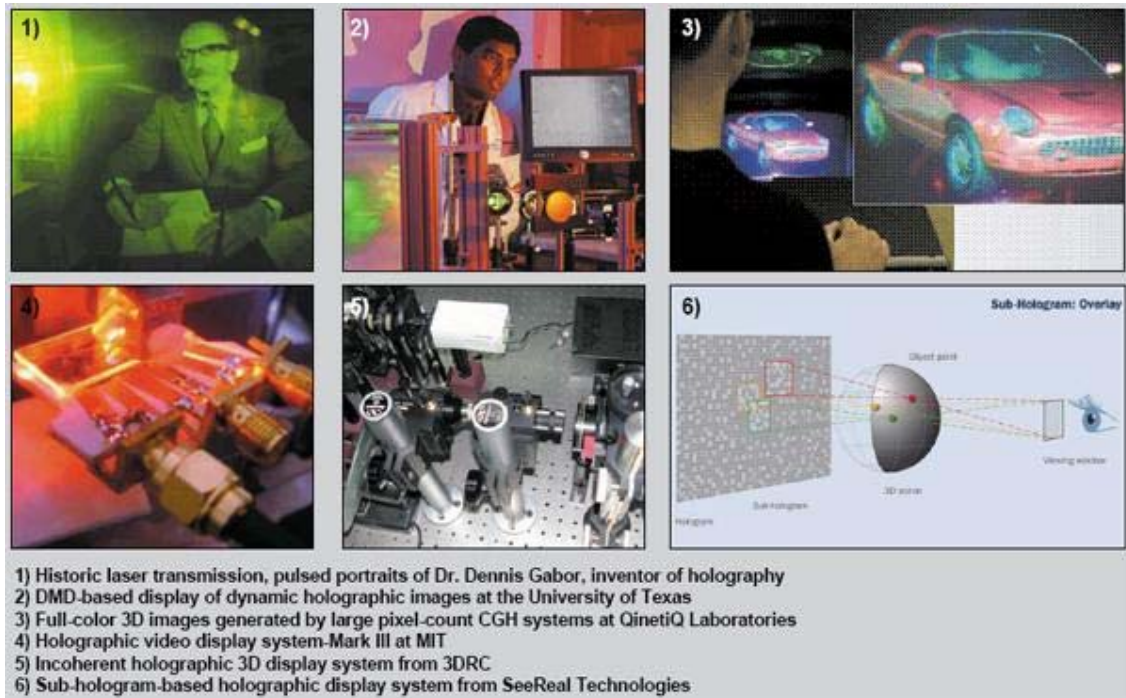 1)
2)
3)
4)
5)
6)
Sub-Hologram: Overlay
Object point
Viewing window
3D scene
Sub-hologram
Hologram
1) Historic laser transmission, pulsed portraits of Dr. Dennis Gabor, inventor of holography
2) DMD-based display of dynamic holographic images at the University of Texas
3) Full-color 3D images generated by large pixel-count CGH systems at QinetiQ Laboratories
4) Holographic video display system-Mark III at MIT
5) Incoherent holographic 3D display system from 3DRC
6) Sub-hologram-based holographic display system from SeeReal Technologies